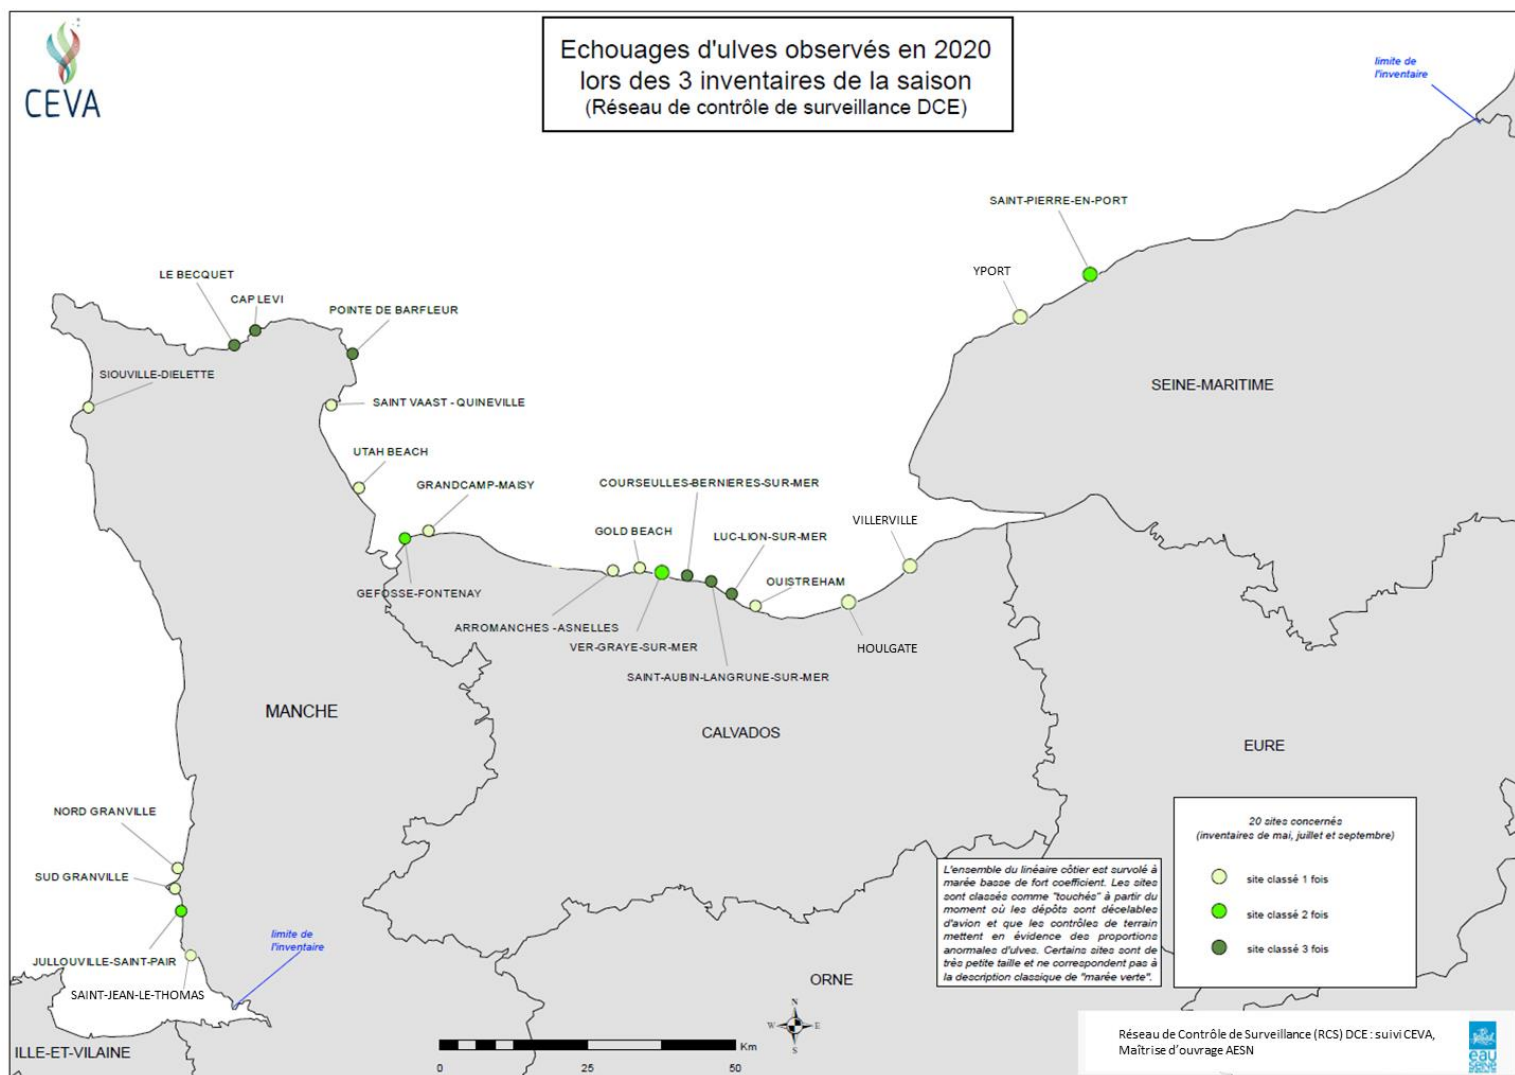 CEVA
Echouages d'ulves observés en 2020
lors des 3 inventaires de la saison
(Réseau de contrôle de surveillance DCE)
limite de
l'inventaire
SAINT-PIERRE-EN-PORT
YPORT
LE BECQUET
CAP LEVI
POINTE DE BARFLEUR
SIOUVILLE-DIELETTE
SEINE-MARITIME
SAINT VAAST - QUINEVILLE
UTAH BEACH
GRANDCAMP-MAISY
COURSEULLES-BERNIERES-SUR-MER
VILLERVILLE
GOLD BEACH
LUC-LION-SUR-MER
OUISTREHAM
GEFOSSE-FONTENAY
ARROMANCHES -ASNELLES
VER-GRAYE-SUR-MER
HOULGATE
SAINT-AUBIN-LANGRUNE-SUR-MER
MANCHE
CALVADOS
EURE
NORD GRANVILLE
SUD GRANVILLE
JULLOUVILLE-SAINT-PAIR
SAINT-JEAN-LE-THOMAS
limite de
l'inventaire
ORNE
ILLE-ET-VILAINE
L'ensemble du linéaire côtier est survolé à
marée basse de fort coefficient. Les sites
sont classés comme "touchés" à partir du
moment où les dépôts sont décelables
d'avion et que les contrôles de terrain
mettent en évidence des proportions
anormales d'ulves. Certains sites sont de
très petite taille et ne correspondent pas à
la description classique de "marée verte".
20 sites concernés
(inventaires de mai, juillet et septembre)
site classé 1 fois
site classé 2 fois
site classé 3 fois
N
W E
S
Km
0 25 50
Réseau de Contrôle de Surveillance (RCS) DCE : suivi CEVA,
Maîtrise d'ouvrage AESN
eau
seine